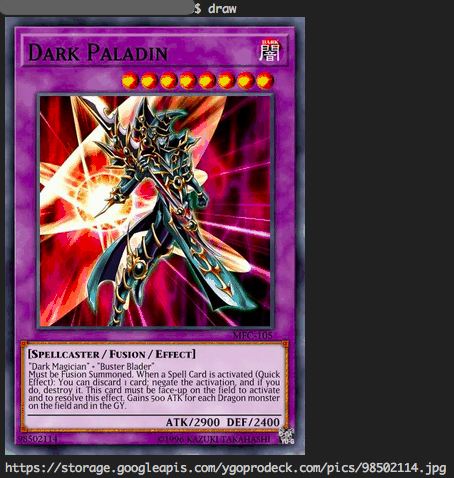 $ draw
DARK PALADIN
DARK
闇
MFC-105
[SPELLCASTER / FUSION / EFFECT]
"Dark Magician" + "Buster Blader"
Must be Fusion Summoned. When a Spell Card is activated (Quick
Effect): You can discard 1 card; negate the activation, and if you
do, destroy it. This card must be face-up on the field to activate
and to resolve this effect. Gains 500 ATK for each Dragon monster
on the field and in the GY.
ATK/2900 DEF/2400
98502114
©1996 KAZUKI TAKAHASHI
https://storage.googleapis.com/ygoprodeck.com/pics/98502114.jpg